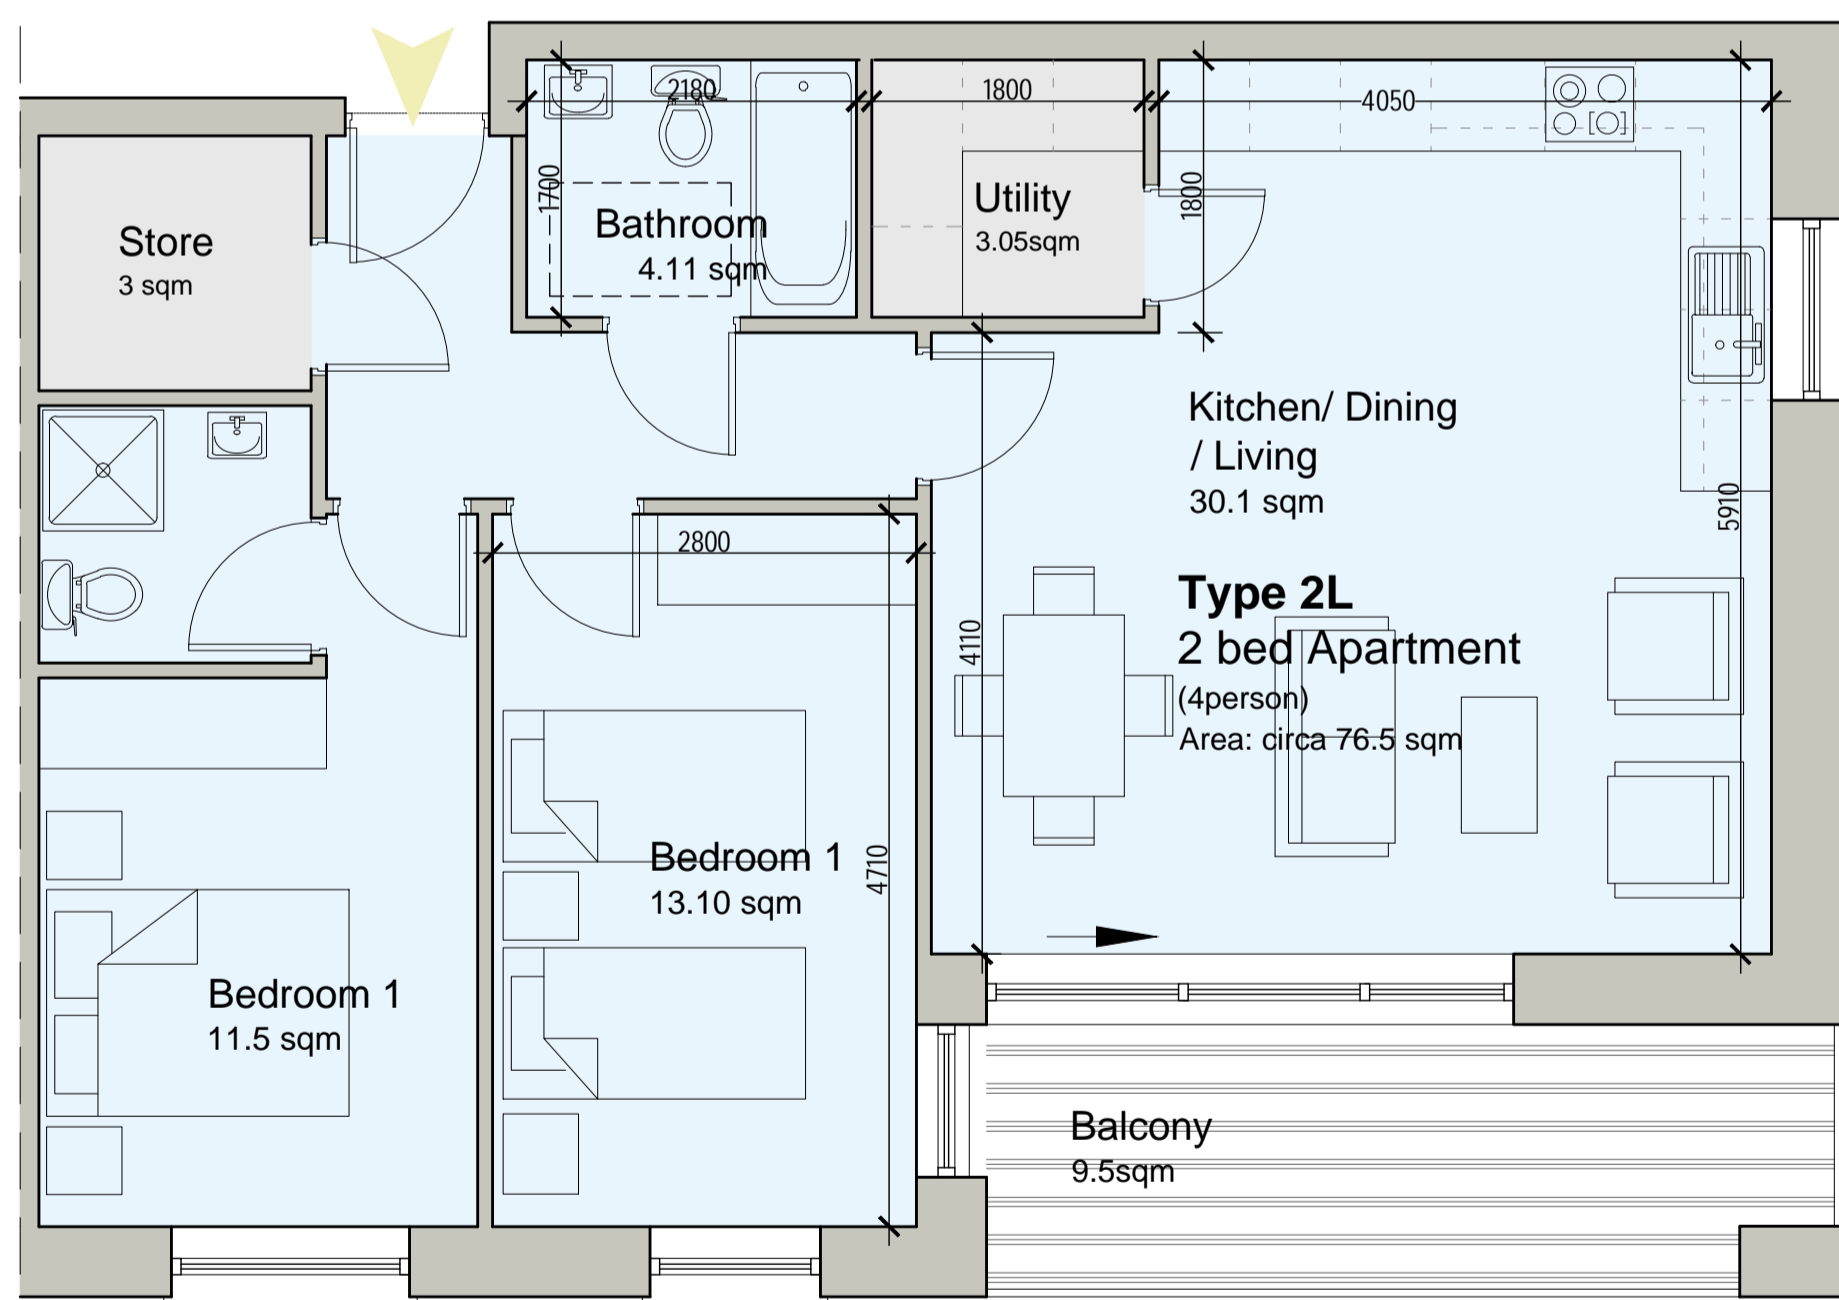 2180
1800
4050
1700
Bathroom
4.11 sqm
Utility
3.05sqm
1800
Store
3 sqm
Kitchen/ Dining
/ Living
30.1 sqm
5910
2800
4110
Type 2L
2 bed Apartment
(4person)
Area: circa 76.5 sqm
Bedroom 1
13.10 sqm
4710
Bedroom 1
11.5 sqm
Balcony
9.5sqm